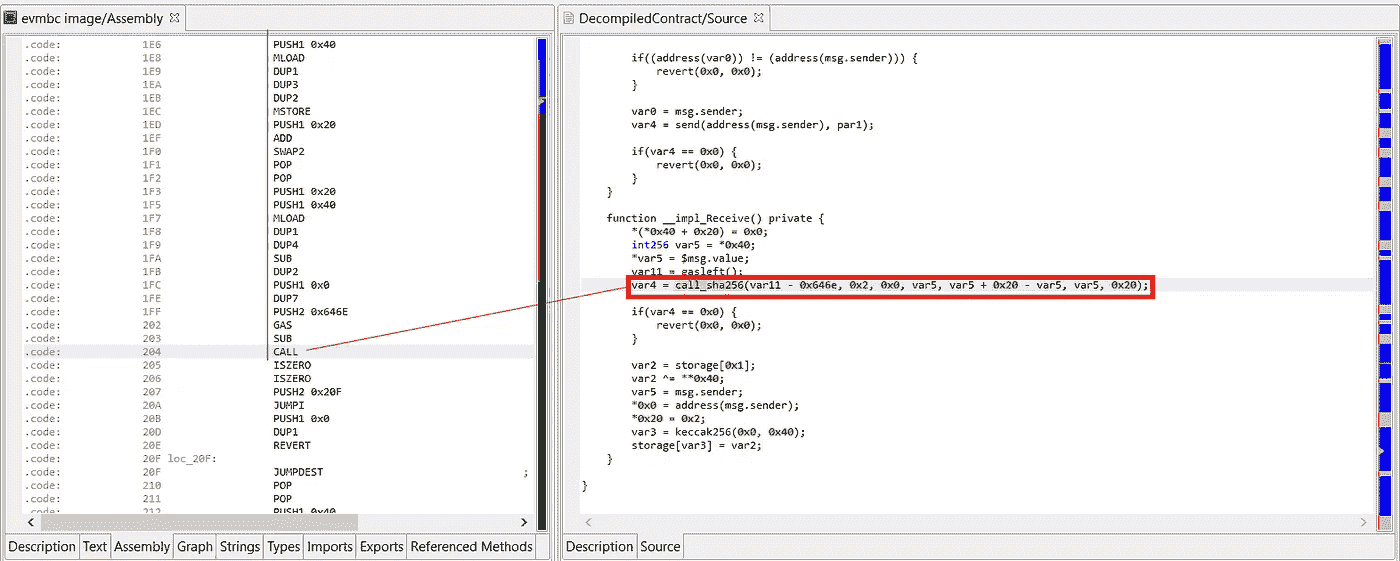 evmbc image/Assembly
.code: 1E6 PUSH1 0x40
.code: 1E8 MLOAD
.code: 1E9 DUP1
.code: 1EA DUP3
.code: 1EB DUP2
.code: 1EC MSTORE
.code: 1ED PUSH1 0x20
.code: 1EF ADD
.code: 1F0 SWAP2
.code: 1F1 POP
.code: 1F2 POP
.code: 1F3 PUSH1 0x20
.code: 1F5 PUSH1 0x40
.code: 1F7 MLOAD
.code: 1F8 DUP1
.code: 1F9 DUP4
.code: 1FA SUB
.code: 1FB DUP2
.code: 1FC PUSH1 0x0
.code: 1FE DUP7
.code: 1FF PUSH2 0x646E
.code: 202 GAS
.code: 203 SUB
.code: 204 CALL
.code: 205 ISZERO
.code: 206 ISZERO
.code: 207 PUSH2 0x20F
.code: 20A JUMPI
.code: 20B PUSH1 0x0
.code: 20D DUP1
.code: 20E REVERT
.code: 20F loc_20F:
.code: 20F JUMPDEST ;
.code: 210 POP
.code: 211 POP
.code: 212 PUSH1 0x40
Description Text Assembly Graph Strings Types Imports Exports Referenced Methods
DecompiledContract/Source
if((address(var0)) != (address(msg.sender))) {
revert(0x0, 0x0);
}
var0 = msg.sender;
var4 = send(address(msg.sender), par1);
if(var4 == 0x0) {
revert(0x0, 0x0);
}
}
function __impl_Receive() private {
*(*0x40 + 0x20) = 0x0;
int256 var5 = *0x40;
*var5 = $msg.value;
var11 = gasleft();
var4 = call_sha256(var11 - 0x646e, 0x2, 0x0, var5, var5 + 0x20 - var5, var5, 0x20);
if(var4 == 0x0) {
revert(0x0, 0x0);
}
var2 = storage[0x1];
var2 ^= **0x40;
var5 = msg.sender;
*0x0 = address(msg.sender);
*0x20 = 0x2;
var3 = keccak256(0x0, 0x40);
storage[var3] = var2;
}
}
Description Source